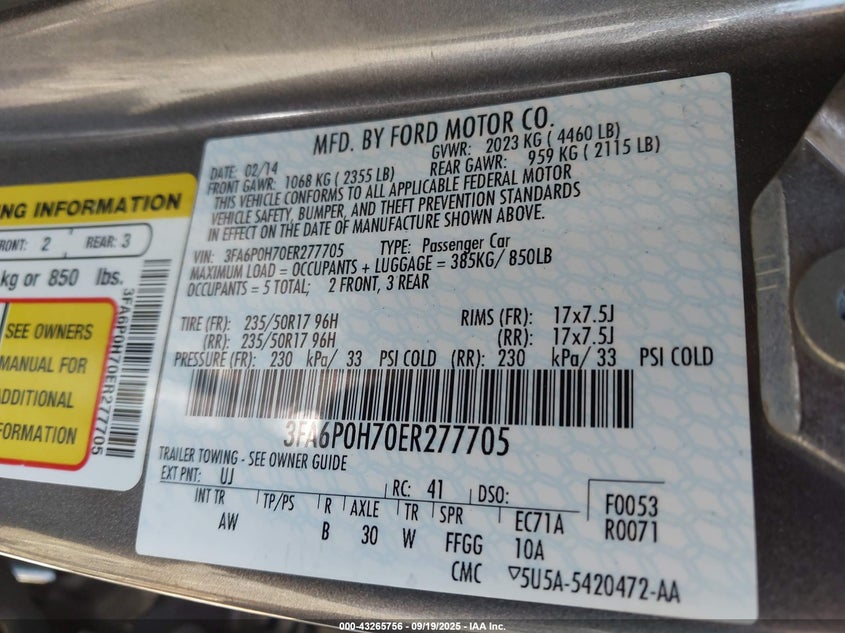 MFD. BY FORD MOTOR CO.
DATE: 02/14 GVWR: 2023 KG ( 4460 LB)
FRONT GAWR: 1068 KG ( 2355 LB) REAR GAWR: 959 KG ( 2115 LB)
THIS VEHICLE CONFORMS TO ALL APPLICABLE FEDERAL MOTOR
VEHICLE SAFETY, BUMPER, AND THEFT PREVENTION STANDARDS
IN EFFECT ON THE DATE OF MANUFACTURE SHOWN ABOVE.
VIN: 3FA6P0H70ER277705 TYPE: Passenger Car
MAXIMUM LOAD = OCCUPANTS + LUGGAGE = 385KG/ 850LB
OCCUPANTS = 5 TOTAL; 2 FRONT, 3 REAR
TIRE (FR): 235/50R17 96H RIMS (FR): 17x7.5J
(RR): 235/50R17 96H (RR): 17x7.5J
PRESSURE (FR): 230 kPa/ 33 PSI COLD (RR): 230 kPa/ 33 PSI COLD
3FA6P0H70ER277705
TRAILER TOWING - SEE OWNER GUIDE
EXT PNT: UJ RC: 41 DSO: F0053
INT TR TP/PS R AXLE TR SPR EC71A R0071
AW B 30 W FFGG 10A
CMC ▽5U5A-5420472-AA
NG INFORMATION
FRONT: 2 REAR: 3
kg or 850 lbs.
SEE OWNERS
MANUAL FOR
ADDITIONAL
FORMATION
3FA6P0H70ER277705
000-43265756 - 09/19/2025 - IAA Inc.